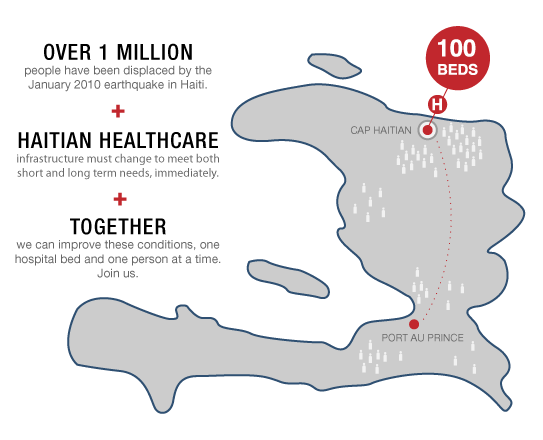 OVER 1 MILLION
people have been displaced by the
January 2010 earthquake in Haiti.
+
HAITIAN HEALTHCARE
infrastructure must change to meet both
short and long term needs, immediately.
+
TOGETHER
we can improve these conditions, one
hospital bed and one person at a time.
Join us.
100
BEDS
H
CAP HAITIAN
PORT AU PRINCE